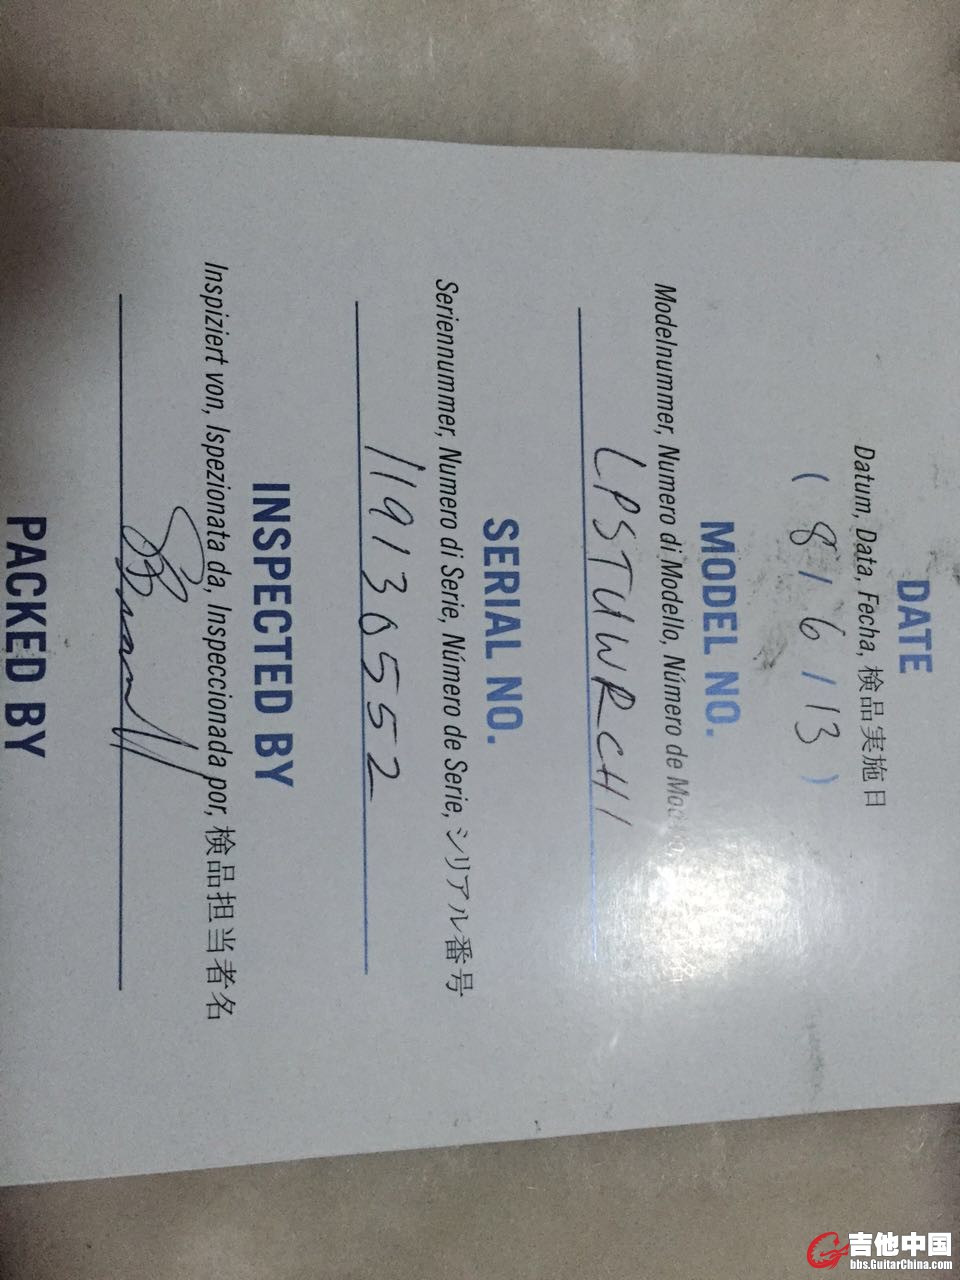 DATE
Datum, Data, Fecha, 検品実施日
( 8 / 6 / 13 )
MODEL NO.
Modelnummer, Numero di Modello, Número de
LPSTUWRCH1
SERIAL NO.
Seriennummer, Numero di Serie, Número de Serie, シリアル番号
119130552
INSPECTED BY
Inspiziert von, Ispezionata da, Inspeccionada por, 検品担当者名
PACKED BY
吉他中国
bbs.GuitarChina.com